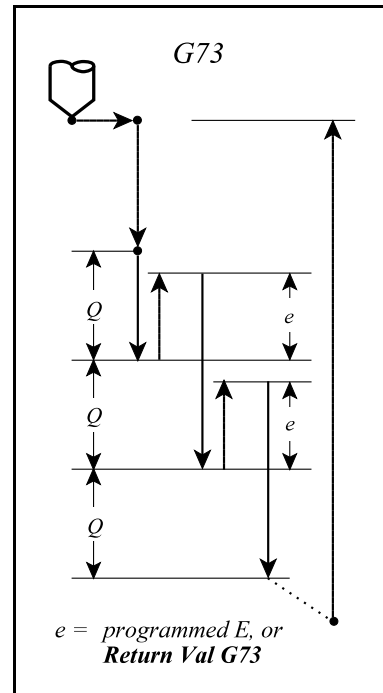 G73
Q
e
Q
e
Q
e = programmed E, or
Return Val G73